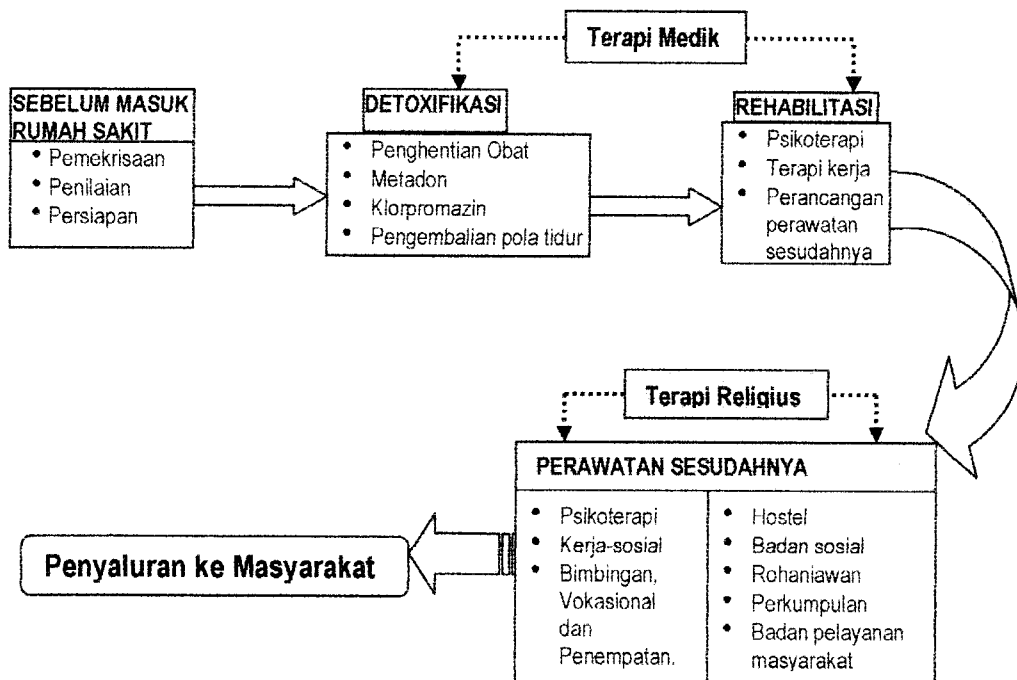 Terapi Medik
SEBELUM MASUK
RUMAH SAKIT
• Pemekrisaan
• Penilaian
• Persiapan
DETOXIFIKASI
• Penghentian Obat
• Metadon
• Klorpromazin
• Pengembalian pola tidur
REHABILITASI
• Psikoterapi
• Terapi kerja
• Perancangan
perawatan
sesudahnya
Terapi Religius
PERAWATAN SESUDAHNYA
• Psikoterapi
• Kerja-sosial
• Bimbingan,
Vokasional
dan
Penempatan.
• Hostel
• Badan sosial
• Rohaniawan
• Perkumpulan
• Badan pelayanan
masyarakat
Penyaluran ke Masyarakat